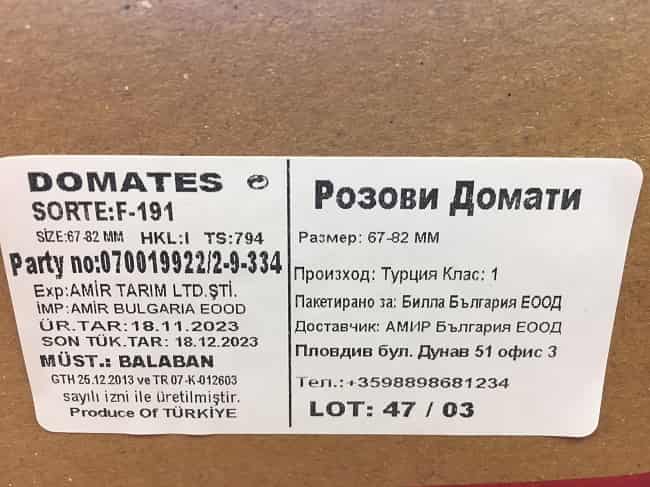 DOMATES
SORTE:F-191
SİZE:67-82 MM HKL:I TS:794
Party no:070019922/2-9-334
Exp:AMİR TARIM LTD.ŞTİ.
İMP:AMİR BULGARIA EOOD
ÜR.TAR:18.11.2023
SON TÜK.TAR: 18.12.2023
MÜST.: BALABAN
GTH 25.12.2013 ve TR 07-K-012603
sayılı izni ile üretilmiştir.
Produce Of TÜRKİYE
Розови Домати
Размер: 67-82 MM
Произход: Турция Клас: 1
Пакетирано за: Билла България ЕООД
Доставчик: АМИР България ЕООД
Пловдив бул. Дунав 51 офис 3
Тел.:+3598898681234
LOT: 47 / 03